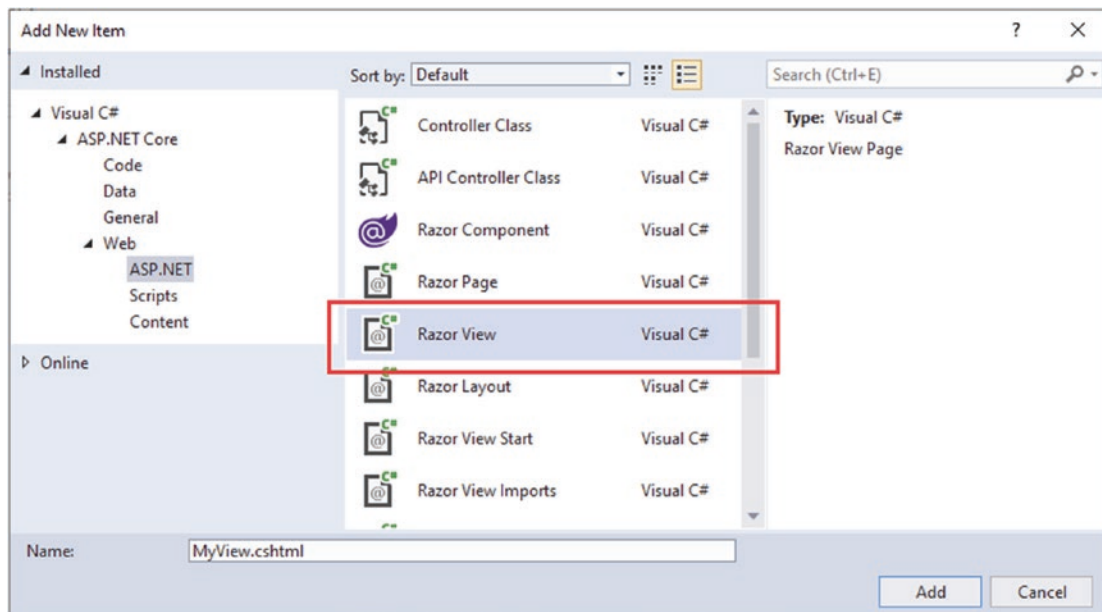 Add New Item
?
Installed
Sort by: Default
Search (Ctrl+E)
Visual C#
ASP.NET Core
Code
Data
General
Web
ASP.NET
Scripts
Content
Online
C# Controller Class Visual C#
C# API Controller Class Visual C#
@ Razor Component Visual C#
C# @ Razor Page Visual C#
C# @ Razor View Visual C#
C# @ Razor Layout Visual C#
C# @ Razor View Start Visual C#
C# @ Razor View Imports Visual C#
Type: Visual C#
Razor View Page
Name: MyView.cshtml
Add
Cancel